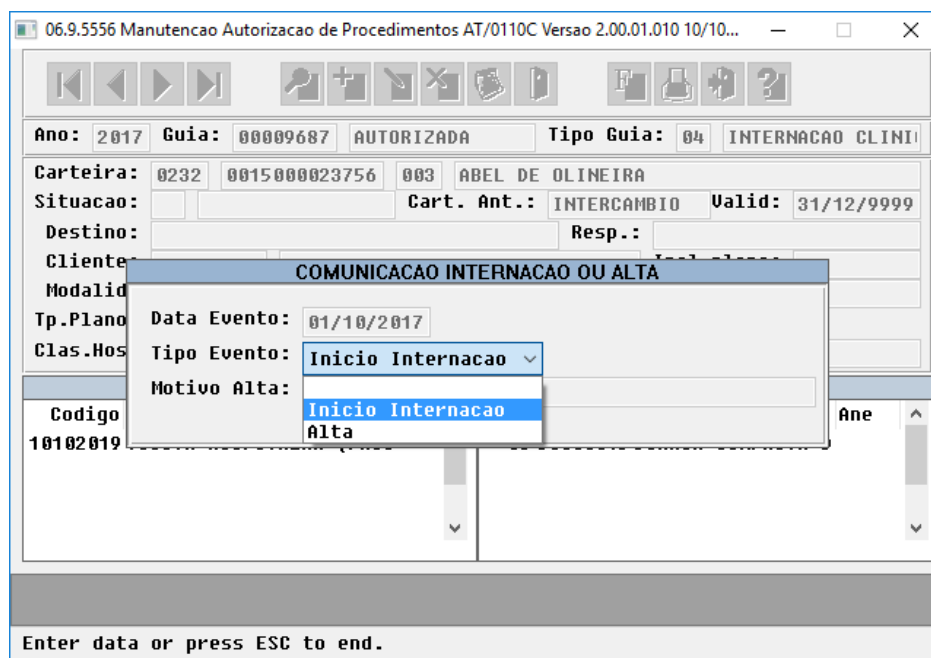 06.9.5556 Manutencao Autorizacao de Procedimentos AT/0110C Versao 2.00.01.010 10/10...
Ano: 2017 Guia: 00009687 AUTORIZADA Tipo Guia: 04 INTERNACAO CLINI
Carteira: 0232 0015000023756 003 ABEL DE OLINEIRA
Situacao: Cart. Ant.: INTERCAMBIO Valid: 31/12/9999
Destino: Resp.:
Cliente
COMUNICACAO INTERNACAO OU ALTA
Modalid
Data Evento: 01/10/2017
Tp.Plano
Tipo Evento: Inicio Internacao
Clas.Hos
Motivo Alta:
Inicio Internacao
Alta
Codigo Ane
10102019
Enter data or press ESC to end.